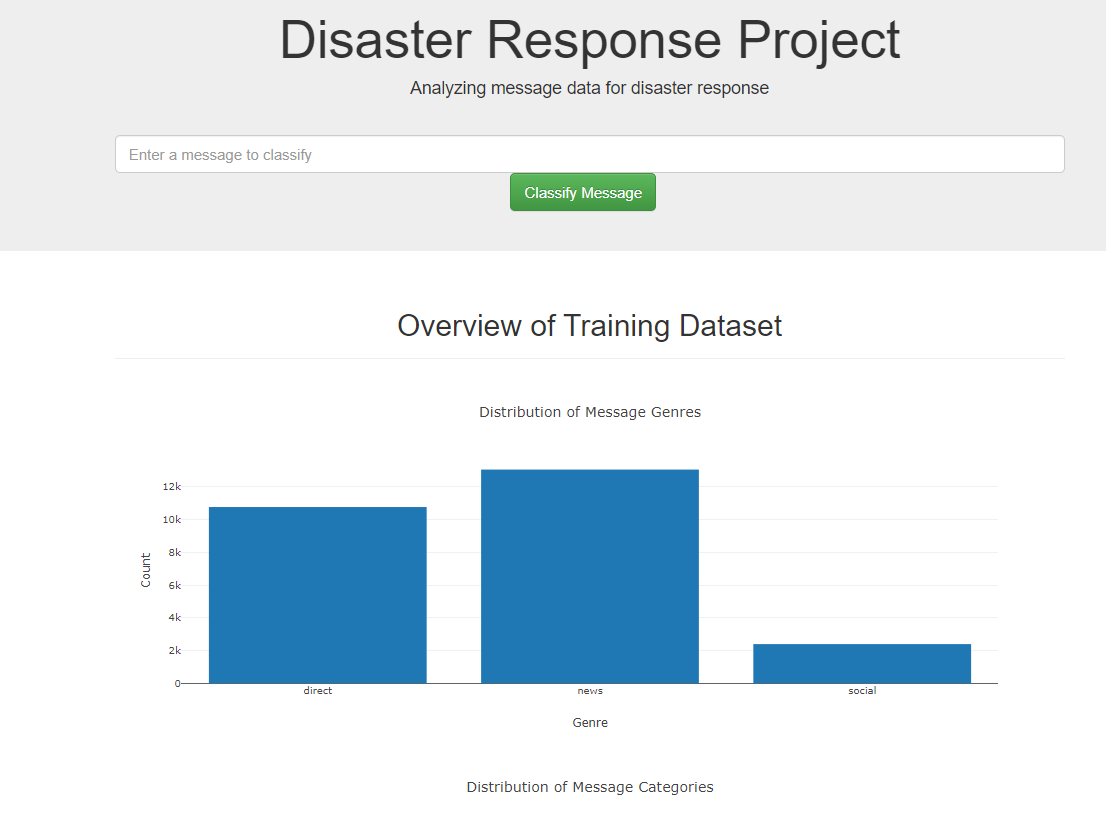 Disaster Response Project
Analyzing message data for disaster response
Enter a message to classify
Classify Message
Overview of Training Dataset
Distribution of Message Genres
12k
10k
8k
6k
4k
2k
0
Count
direct news social
Genre
Distribution of Message Categories